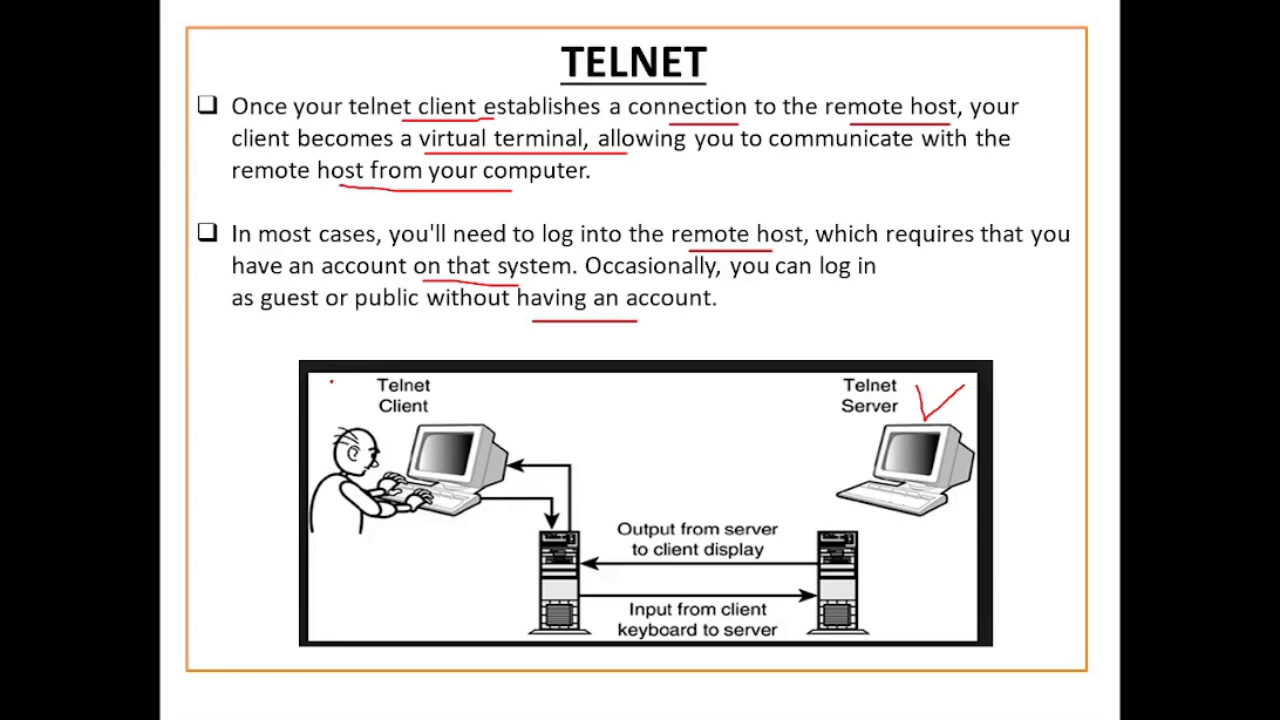 TELNET
Once your telnet client establishes a connection to the remote host, your
client becomes a virtual terminal, allowing you to communicate with the
remote host from your computer.
In most cases, you'll need to log into the remote host, which requires that you
have an account on that system. Occasionally, you can log in
as guest or public without having an account.
Telnet
Client
Telnet
Server
Output from server
to client display
Input from client
keyboard to server